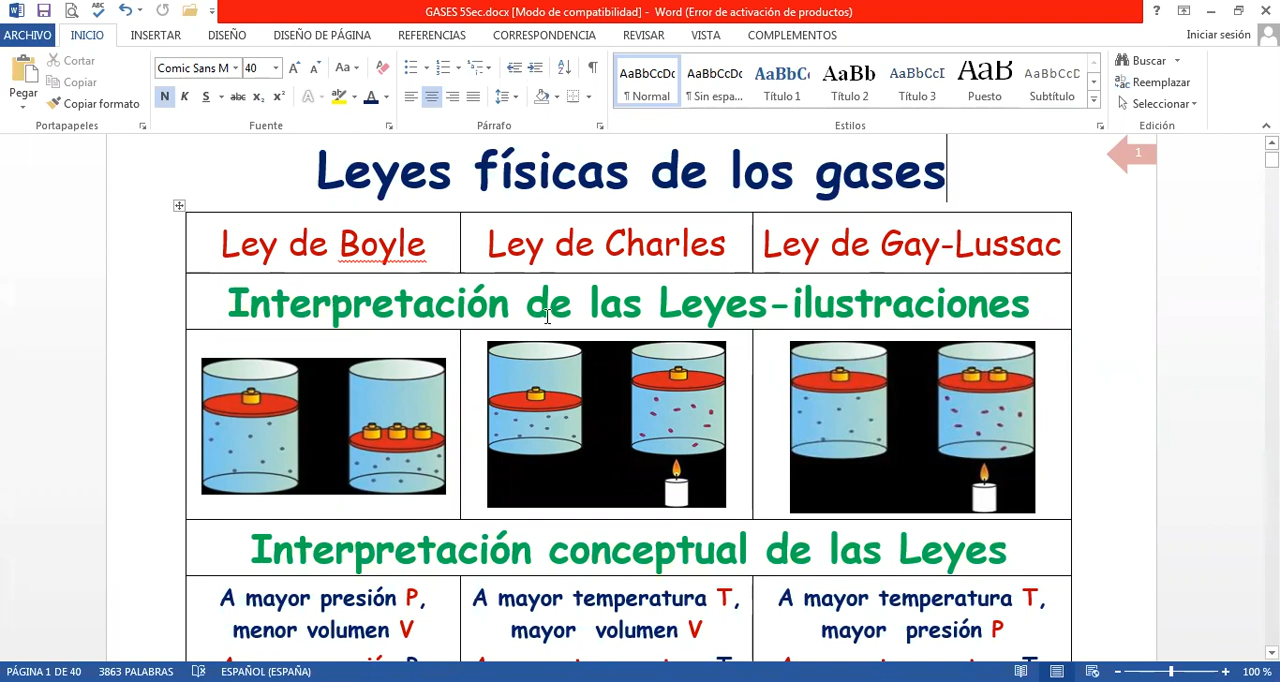 GASES 5Sec.docx [Modo de compatibilidad] - Word (Error de activación de productos)
ARCHIVO INICIO INSERTAR DISEÑO DISEÑO DE PÁGINA REFERENCIAS CORRESPONDENCIA REVISAR VISTA COMPLEMENTOS Iniciar sesión
Pegar
Cortar
Copiar
Copiar formato
Portapapeles
Comic Sans M 40 Aa
N K S abc x₂ x² A A
Fuente
Párrafo
AaBbCcDc AaBbCcDc AaBbC AaBb AaBbCcI AaB AaBbCcD
¶ Normal ¶ Sin espa... Título 1 Título 2 Título 3 Puesto Subtítulo
Estilos
Buscar
Reemplazar
Seleccionar
Edición
1
Leyes físicas de los gases
Ley de Boyle Ley de Charles Ley de Gay-Lussac
Interpretación de las Leyes-ilustraciones
Interpretación conceptual de las Leyes
A mayor presión P,
menor volumen V
A mayor temperatura T,
mayor volumen V
A mayor temperatura T,
mayor presión P
PÁGINA 1 DE 40 3863 PALABRAS ESPAÑOL (ESPAÑA) 100 %